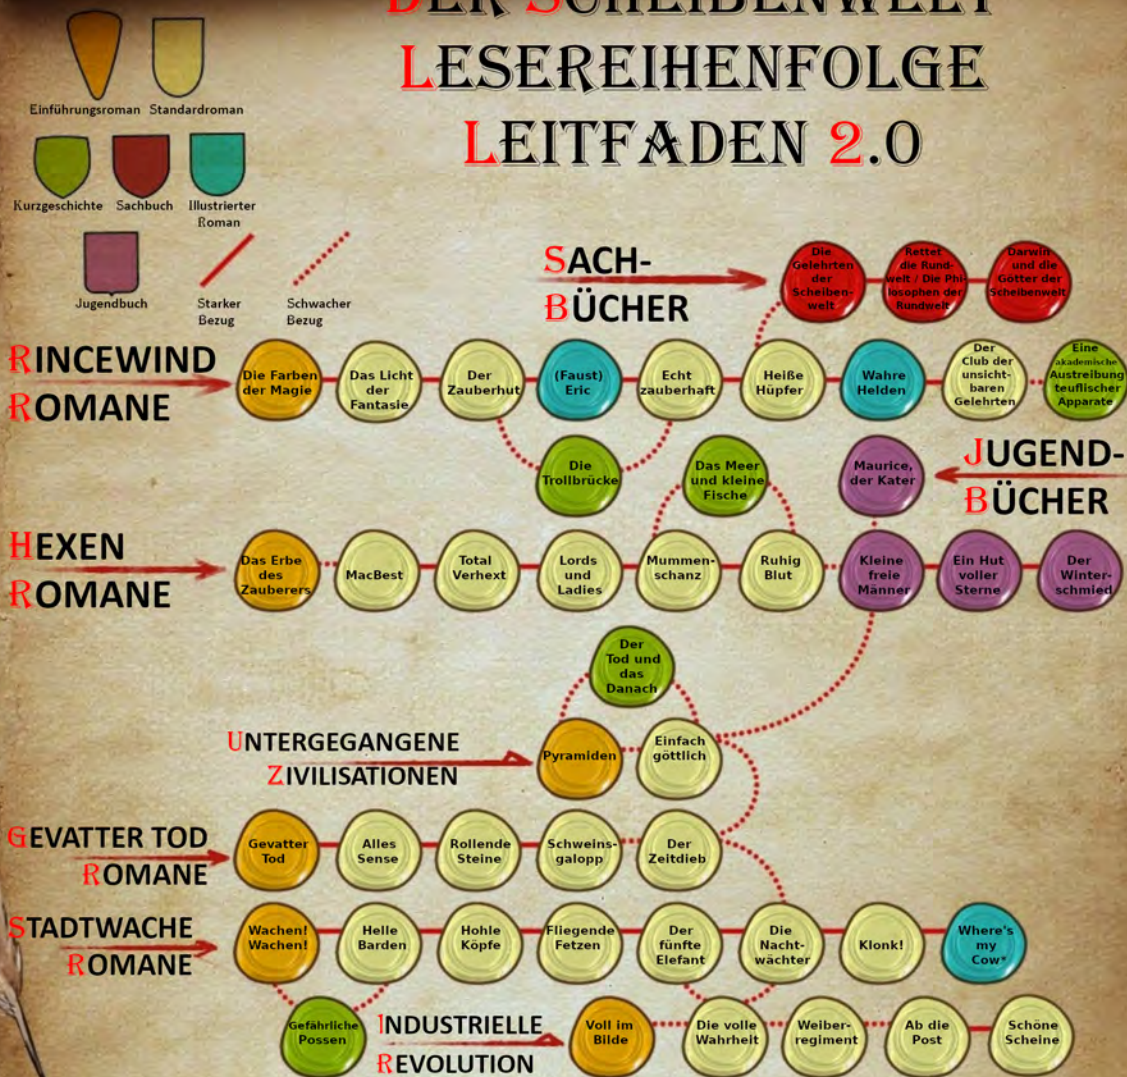 DER SCHEIBENWELT
LESEREIHENFOLGE
LEITFADEN 2.0
Einführungsroman
Standardroman
Kurzgeschichte
Sachbuch
Illustrierter
Roman
Jugendbuch
Starker
Bezug
Schwacher
Bezug
SACH-
BÜCHER
Die
Gelehrten
der
Scheiben-
welt
Rettet
die Rund-
welt / Die Phi-
losophen der
Rundwelt
Darwin
und die
Götter der
Scheibenwelt
RINCEWIND
ROMANE
Die Farben
der Magie
Das Licht
der
Fantasie
Der
Zauberhut
(Faust)
Eric
Echt
zauberhaft
Heiße
Hüpfer
Wahre
Helden
Der
Club der
unsicht-
baren
Gelehrten
Eine
akademische
Austreibung
teuflischer
Apparate
Die
Trollbrücke
Das Meer
und kleine
Fische
Maurice,
der Kater
JUGEND-
BÜCHER
HEXEN
ROMANE
Das Erbe
des
Zauberers
MacBest
Total
Verhext
Lords
und
Ladies
Mummen-
schanz
Ruhig
Blut
Kleine
freie
Männer
Ein Hut
voller
Sterne
Der
Winter-
schmied
Der
Tod und
das
Danach
UNTERGEGANGENE
ZIVILISATIONEN
Pyramiden
Einfach
göttlich
GEVATTER TOD
ROMANE
Gevatter
Tod
Alles
Sense
Rollende
Steine
Schweins-
galopp
Der
Zeitdieb
STADTWACHE
ROMANE
Wachen!
Wachen!
Helle
Barden
Hohle
Köpfe
Fliegende
Fetzen
Der
fünfte
Elefant
Die
Nacht-
wächter
Klonk!
Where's
my
Cow*
Gefährliche
Possen
INDUSTRIELLE
REVOLUTION
Voll im
Bilde
Die volle
Wahrheit
Weiber-
regiment
Ab die
Post
Schöne
Scheine